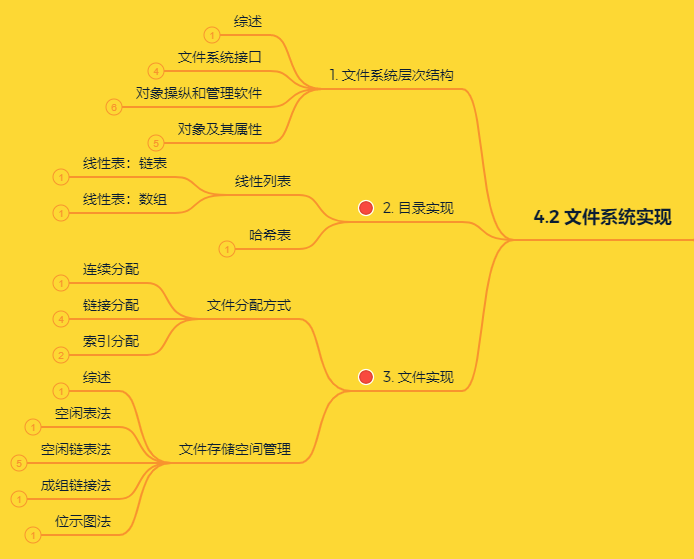 4.2 文件系统实现
1. 文件系统层次结构
综述
1
文件系统接口
4
对象操纵和管理软件
6
对象及其属性
5
2. 目录实现
线性列表
线性表：链表
1
线性表：数组
1
哈希表
1
3. 文件实现
文件分配方式
连续分配
1
链接分配
4
索引分配
2
文件存储空间管理
综述
1
空闲表法
1
空闲链表法
5
成组链接法
1
位示图法
1